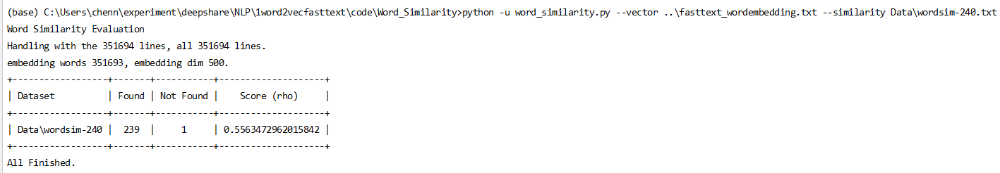 (base) C:\Users\chenn\experiment\deepshare\NLP\1word2vecfasttext\code\Word_Similarity>python -u word_similarity.py --vector ..\fasttext_wordembedding.txt --similarity Data\wordsim-240.txt
Word Similarity Evaluation
Handling with the 351694 lines, all 351694 lines.
embedding words 351693, embedding dim 500.
+------------------+-------+-----------+--------------------+
| Dataset          | Found | Not Found |    Score (rho)     |
+------------------+-------+-----------+--------------------+
| Data\wordsim-240 |  239  |     1     | 0.5563472962015842 |
+------------------+-------+-----------+--------------------+
All Finished.